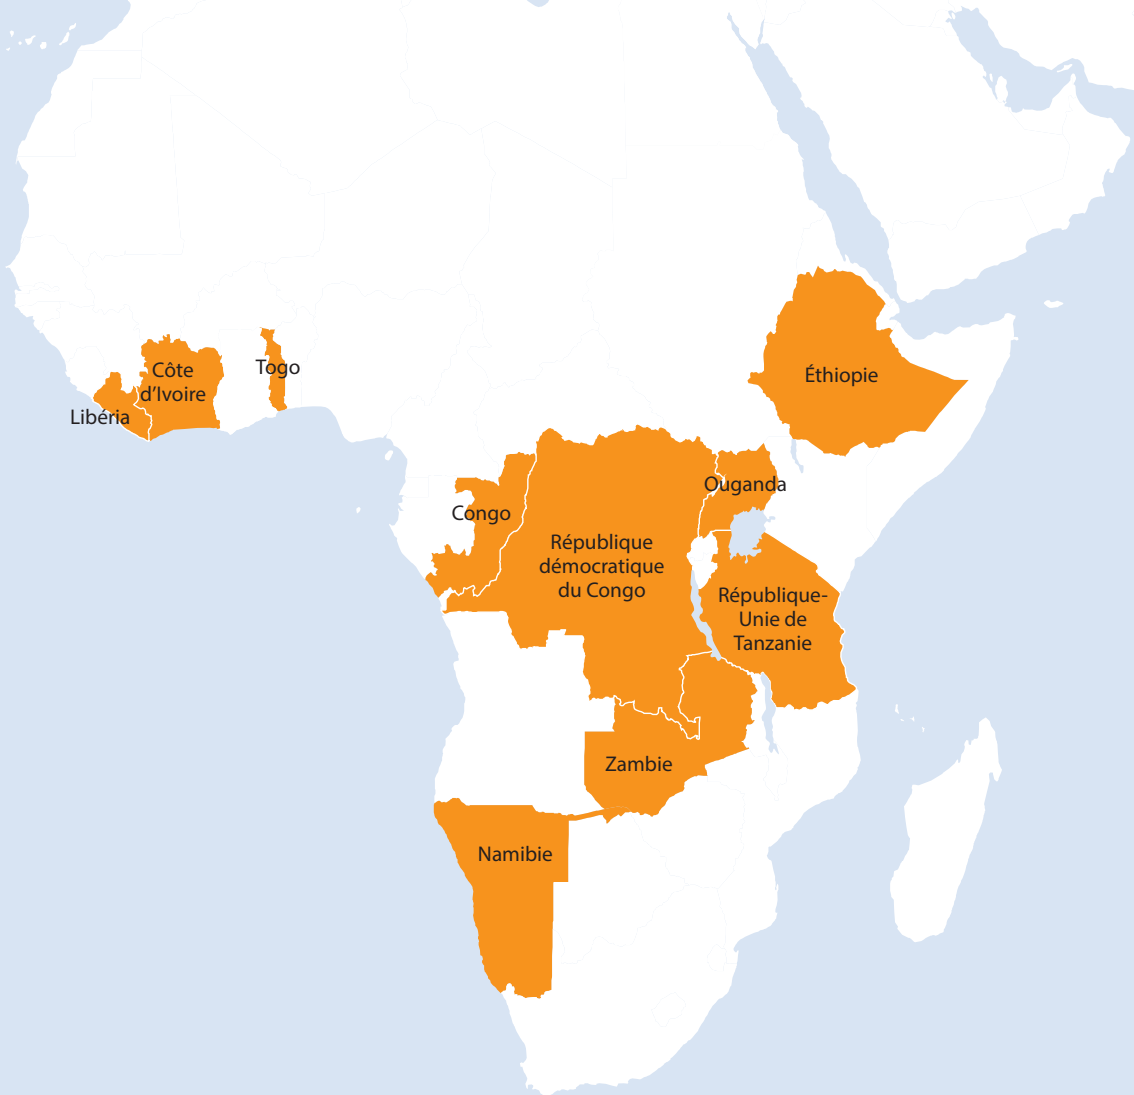 Côte
d'Ivoire
Togo
Libéria
Éthiopie
Ouganda
Congo
République
démocratique
du Congo
République-
Unie de
Tanzanie
Zambie
Namibie